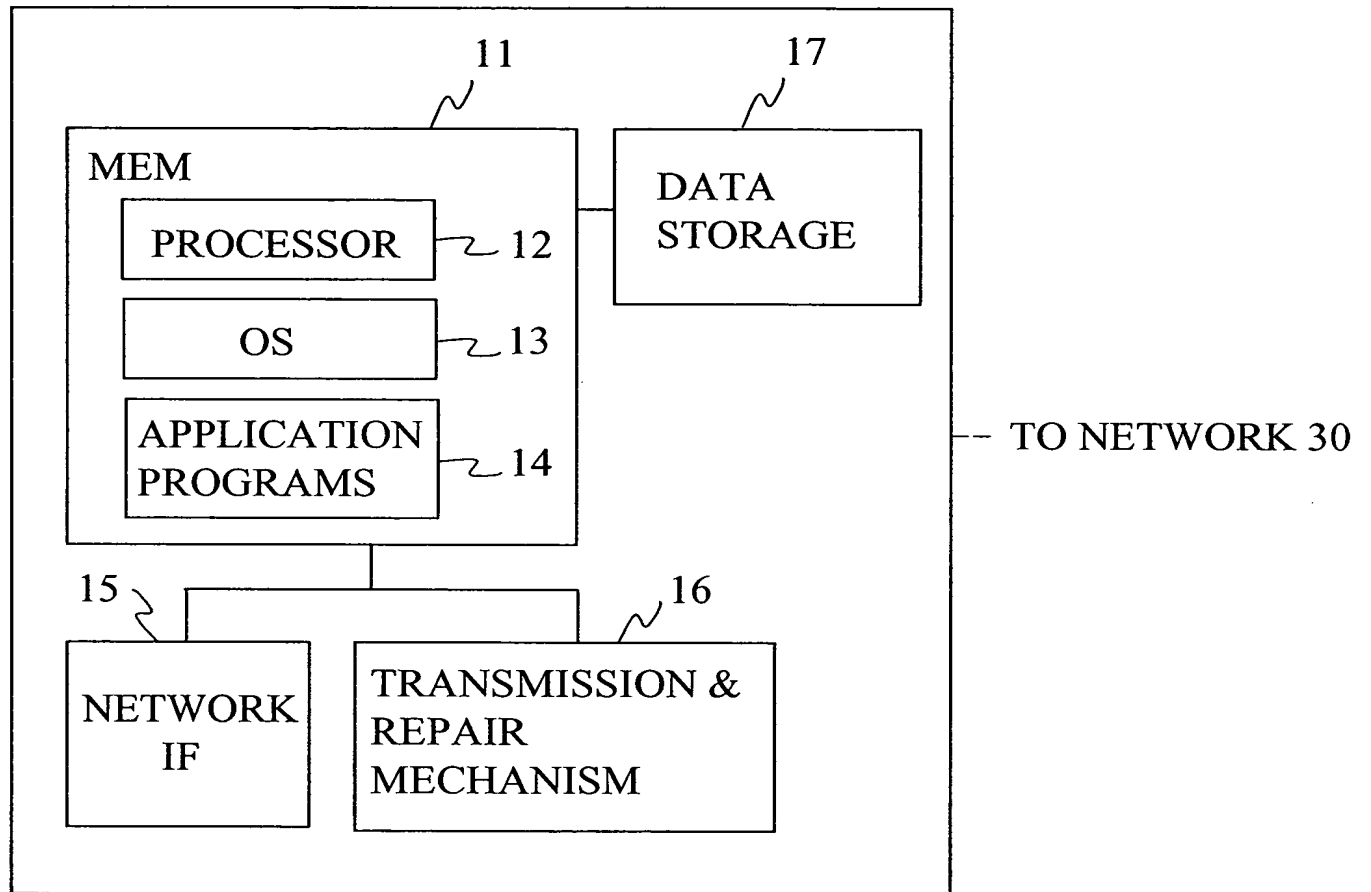 11
17
MEM
PROCESSOR
12
OS
13
APPLICATION
PROGRAMS
14
DATA
STORAGE
TO NETWORK 30
15
16
NETWORK
IF
TRANSMISSION &
REPAIR
MECHANISM